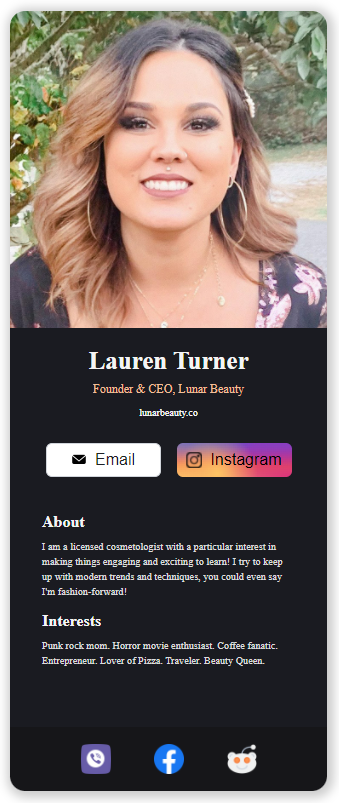 Lauren Turner
Founder & CEO, Lunar Beauty
lunarbeauty.co
Email
Instagram
About
I am a licensed cosmetologist with a particular interest in
making things engaging and exciting to learn! I try to keep
up with modern trends and techniques, you could even say
I'm fashion-forward!
Interests
Punk rock mom. Horror movie enthusiast. Coffee fanatic.
Entrepreneur. Lover of Pizza. Traveler. Beauty Queen.